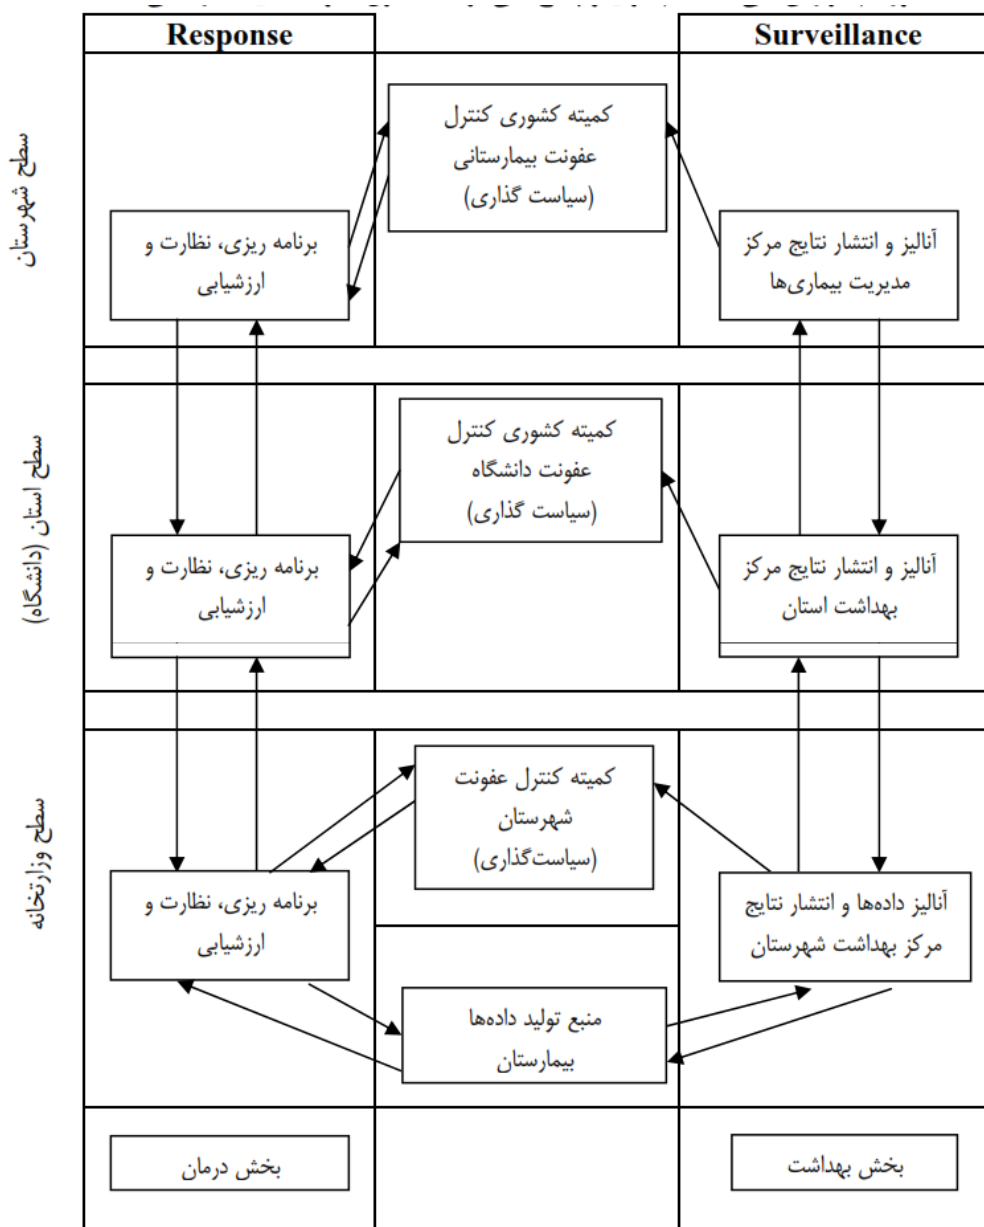 Response
Surveillance
سطح شهرستان
کمیته کشوری کنترل
عفونت بیمارستانی
(سیاست گذاری)
آنالیز و انتشار نتایج مرکز
مدیریت بیماری‌ها
برنامه ریزی، نظارت و
ارزشیابی
سطح استان (دانشگاه)
کمیته کشوری کنترل
عفونت دانشگاه
(سیاست گذاری)
آنالیز و انتشار نتایج مرکز
بهداشت استان
برنامه ریزی، نظارت و
ارزشیابی
سطح وزارتخانه
کمیته کنترل عفونت
شهرستان
(سیاست‌گذاری)
آنالیز داده‌ها و انتشار نتایج
مرکز بهداشت شهرستان
برنامه ریزی، نظارت و
ارزشیابی
منبع تولید داده‌ها
بیمارستان
بخش بهداشت
بخش درمان